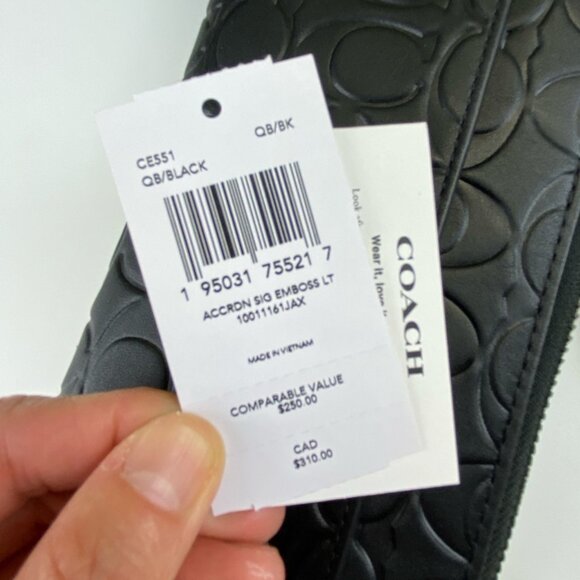 CE551
QB/BK
QB/BLACK
1 95031 75521 7
ACCRDN SIG EMBOSS LT
10011161JAX
MADE IN VIETNAM
COMPARABLE VALUE
$250.00
CAD
$310.00
COACH
Wear it, love
Look